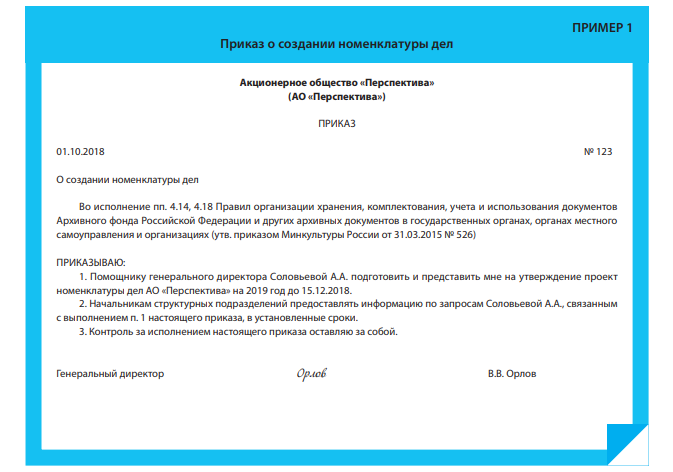 ПРИМЕР 1
Приказ о создании номенклатуры дел
Акционерное общество «Перспектива»
(АО «Перспектива»)
ПРИКАЗ
01.10.2018 № 123
О создании номенклатуры дел
Во исполнение пп. 4.14, 4.18 Правил организации хранения, комплектования, учета и использования документов
Архивного фонда Российской Федерации и других архивных документов в государственных органах, органах местного
самоуправления и организациях (утв. приказом Минкультуры России от 31.03.2015 № 526)
ПРИКАЗЫВАЮ:
1. Помощнику генерального директора Соловьевой А.А. подготовить и представить мне на утверждение проект
номенклатуры дел АО «Перспектива» на 2019 год до 15.12.2018.
2. Начальникам структурных подразделений предоставлять информацию по запросам Соловьевой А.А., связанным
с выполнением п. 1 настоящего приказа, в установленные сроки.
3. Контроль за исполнением настоящего приказа оставляю за собой.
Генеральный директор Орлов В.В. Орлов